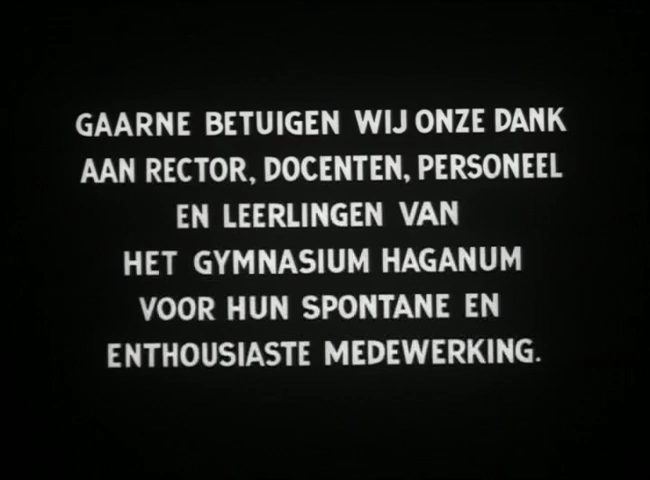 GAARNE BETUIGEN WIJ ONZE DANK
AAN RECTOR, DOCENTEN, PERSONEEL
EN LEERLINGEN VAN
HET GYMNASIUM HAGANUM
VOOR HUN SPONTANE EN
ENTHOUSIASTE MEDEWERKING.